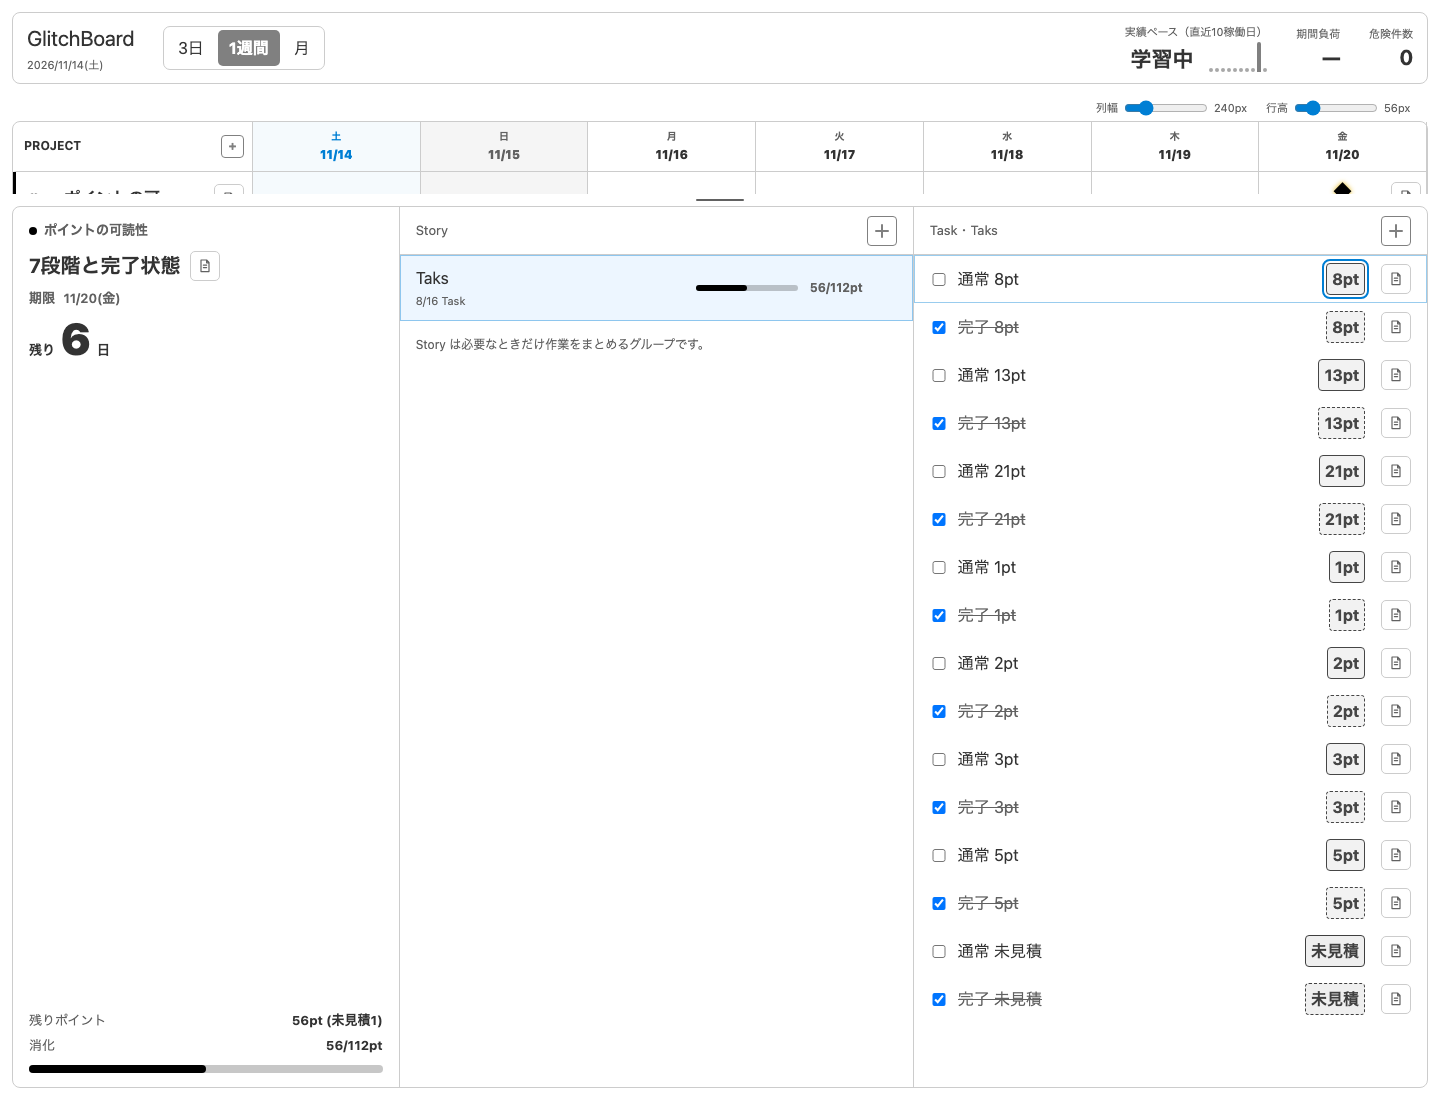 GlitchBoard
2026/11/14(土)
3日
1週間
月
実績ペース（直近10稼働日）
学習中
期間負荷
—
危険件数
0
列幅
240px
行高
56px
PROJECT
土
11/14
日
11/15
月
11/16
火
11/17
水
11/18
木
11/19
金
11/20
ポイントの可
ポイントの可読性
7段階と完了状態
期限 11/20(金)
残り 6 日
残りポイント
56pt (未見積1)
消化
56/112pt
Story
Taks
8/16 Task
56/112pt
Story は必要なときだけ作業をまとめるグループです。
Task · Taks
通常 8pt
8pt
完了 8pt
8pt
通常 13pt
13pt
完了 13pt
13pt
通常 21pt
21pt
完了 21pt
21pt
通常 1pt
1pt
完了 1pt
1pt
通常 2pt
2pt
完了 2pt
2pt
通常 3pt
3pt
完了 3pt
3pt
通常 5pt
5pt
完了 5pt
5pt
通常 未見積
未見積
完了 未見積
未見積